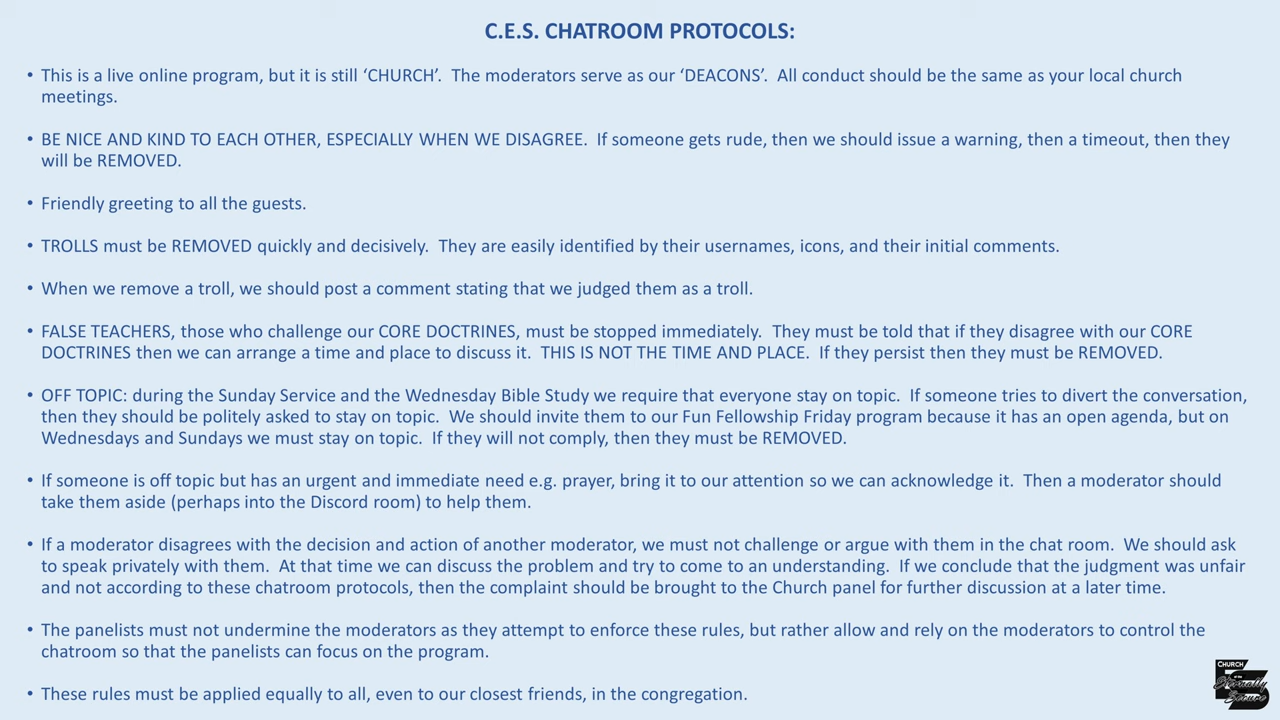 C.E.S. CHATROOM PROTOCOLS:
• This is a live online program, but it is still ‘CHURCH’.  The moderators serve as our ‘DEACONS’.  All conduct should be the same as your local church
meetings.
• BE NICE AND KIND TO EACH OTHER, ESPECIALLY WHEN WE DISAGREE.  If someone gets rude, then we should issue a warning, then a timeout, then they
will be REMOVED.
• Friendly greeting to all the guests.
• TROLLS must be REMOVED quickly and decisively.  They are easily identified by their usernames, icons, and their initial comments.
• When we remove a troll, we should post a comment stating that we judged them as a troll.
• FALSE TEACHERS, those who challenge our CORE DOCTRINES, must be stopped immediately.  They must be told that if they disagree with our CORE
DOCTRINES then we can arrange a time and place to discuss it.  THIS IS NOT THE TIME AND PLACE.  If they persist then they must be REMOVED.
• OFF TOPIC: during the Sunday Service and the Wednesday Bible Study we require that everyone stay on topic.  If someone tries to divert the conversation,
then they should be politely asked to stay on topic.  We should invite them to our Fun Fellowship Friday program because it has an open agenda, but on
Wednesdays and Sundays we must stay on topic.  If they will not comply, then they must be REMOVED.
• If someone is off topic but has an urgent and immediate need e.g. prayer, bring it to our attention so we can acknowledge it.  Then a moderator should
take them aside (perhaps into the Discord room) to help them.
• If a moderator disagrees with the decision and action of another moderator, we must not challenge or argue with them in the chat room.  We should ask
to speak privately with them.  At that time we can discuss the problem and try to come to an understanding.  If we conclude that the judgment was unfair
and not according to these chatroom protocols, then the complaint should be brought to the Church panel for further discussion at a later time.
• The panelists must not undermine the moderators as they attempt to enforce these rules, but rather allow and rely on the moderators to control the
chatroom so that the panelists can focus on the program.
• These rules must be applied equally to all, even to our closest friends, in the congregation.
CHURCH
of the
Eternally
Secure